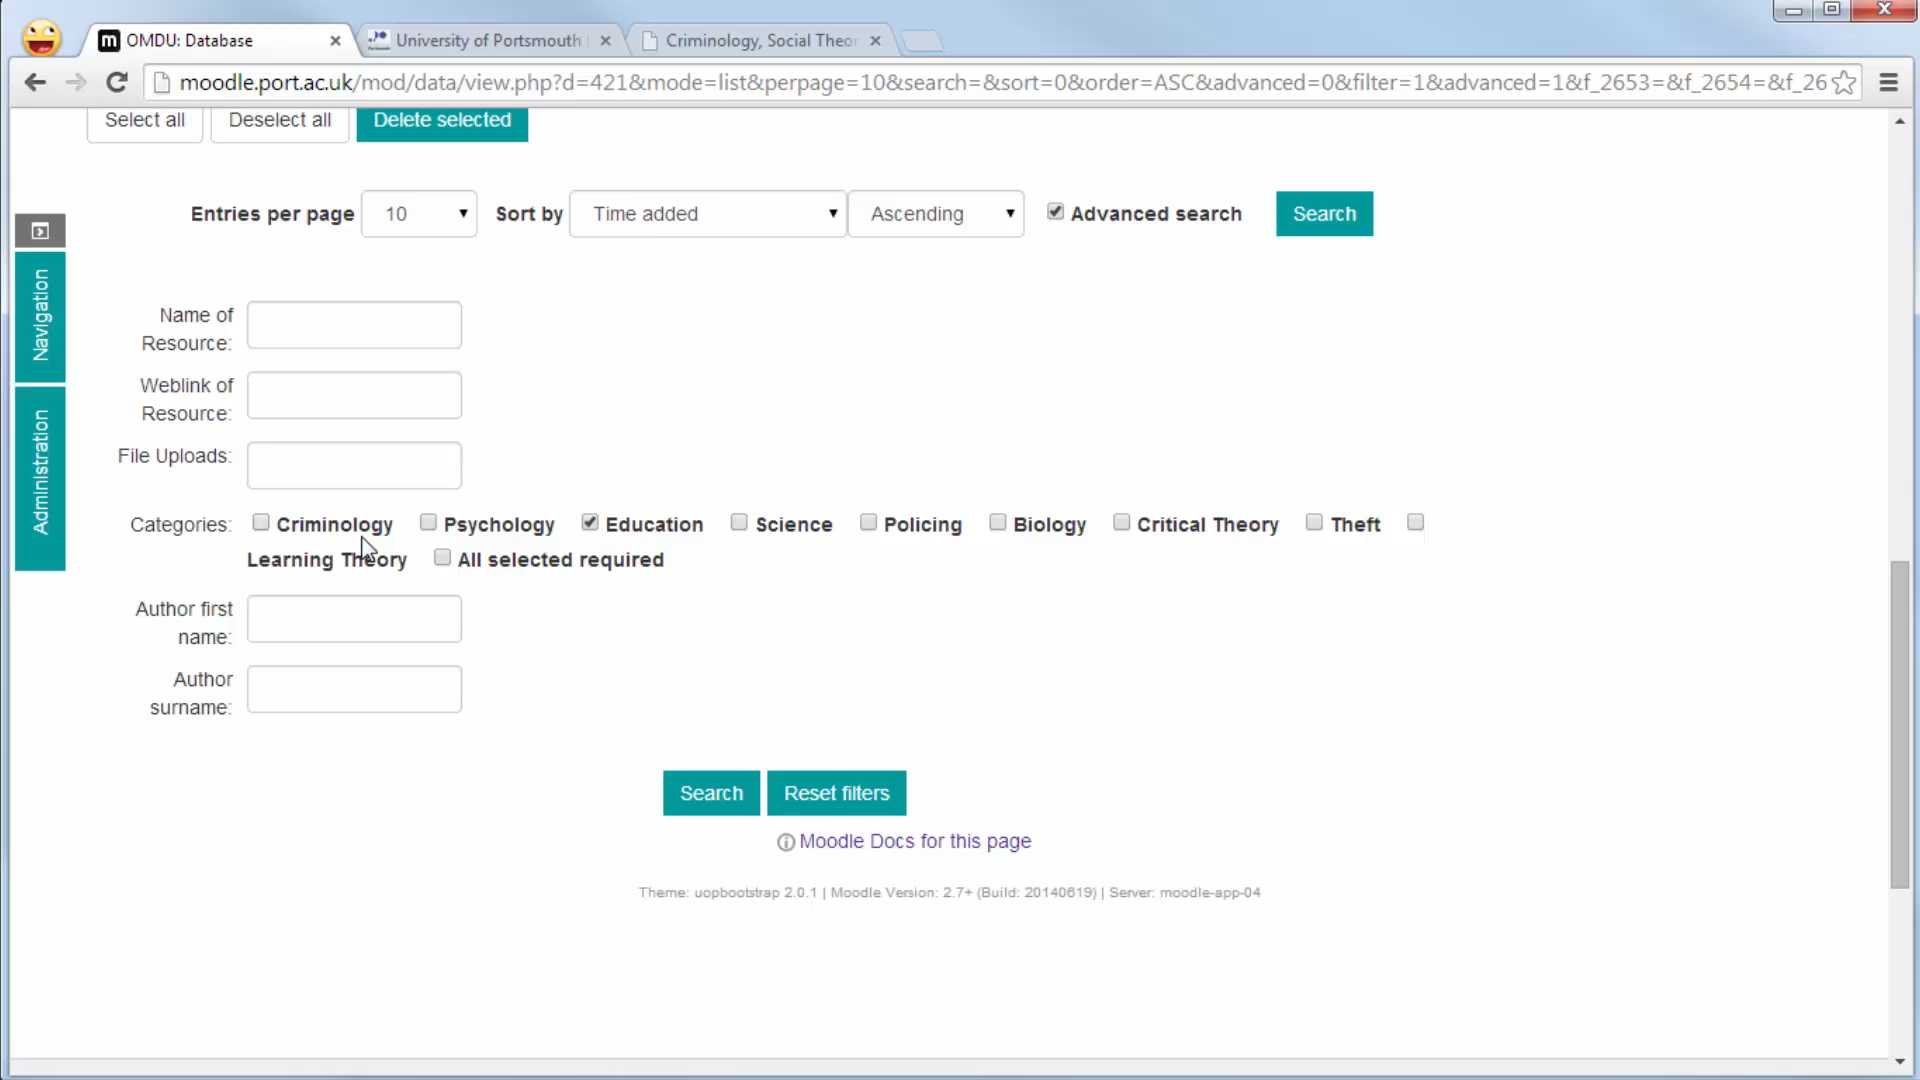 OMDU: Database
University of Portsmouth
Criminology, Social Theor
moodle.port.ac.uk/mod/data/view.php?d=421&mode=list&perpage=10&search=&sort=0&order=ASC&advanced=0&filter=1&advanced=1&f_2653=&f_2654=&f_26
Select all Deselect all Delete selected
Entries per page 10 Sort by Time added Ascending Advanced search Search
Navigation
Administration
Name of
Resource:
Weblink of
Resource:
File Uploads:
Categories: Criminology Psychology Education Science Policing Biology Critical Theory Theft
Learning Theory All selected required
Author first
name:
Author
surname:
Search Reset filters
Moodle Docs for this page
Theme: uopbootstrap 2.0.1 | Moodle Version: 2.7+ (Build: 20140619) | Server: moodle-app-04